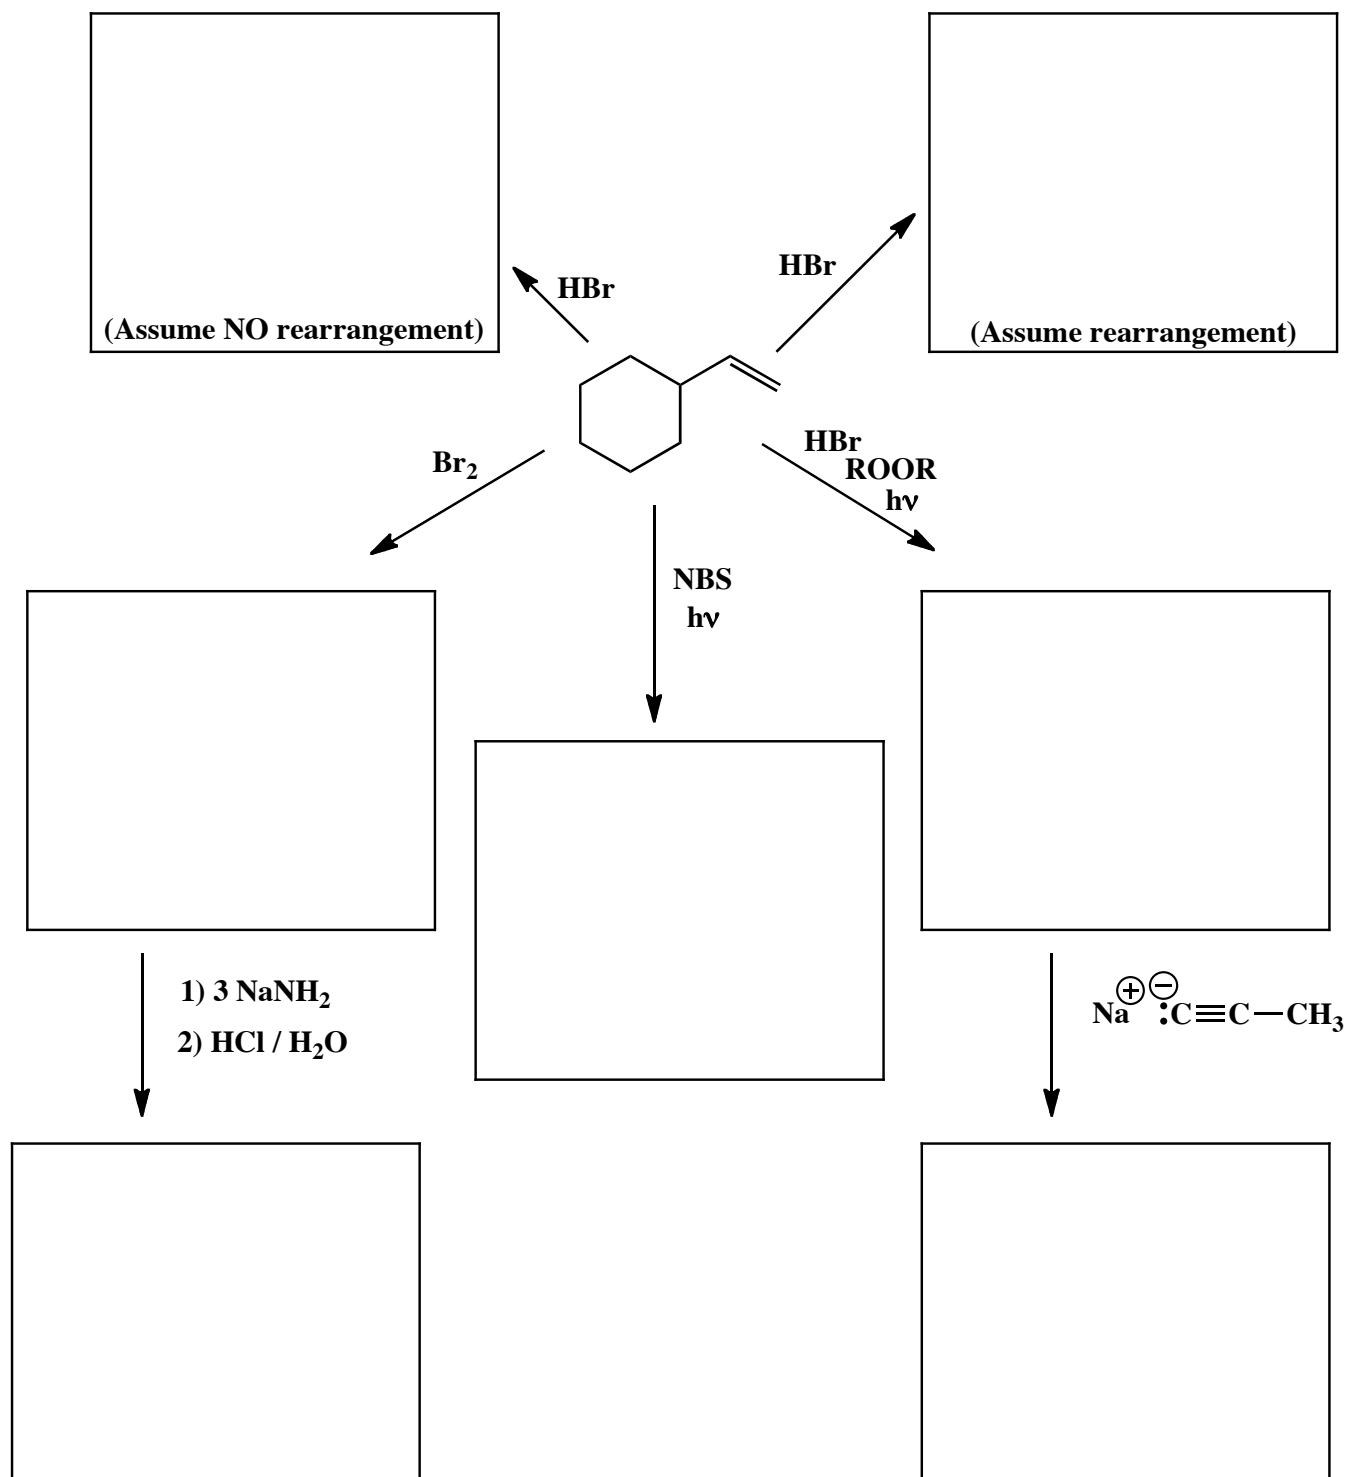 HBr
HBr
(Assume NO rearrangement)
(Assume rearrangement)
Br₂
HBr
ROOR
hν
NBS
hν
1) 3 NaNH₂
2) HCl / H₂O
Na⊕ ⊖:C≡C—CH₃